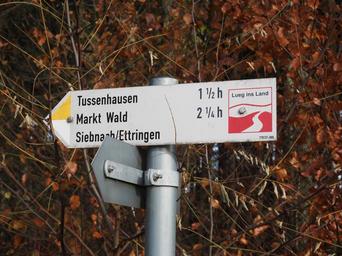 Tussenhausen 1 ½ h
Markt Wald 2 ¼ h
Siebnach/Ettringen
Lueg ins Land